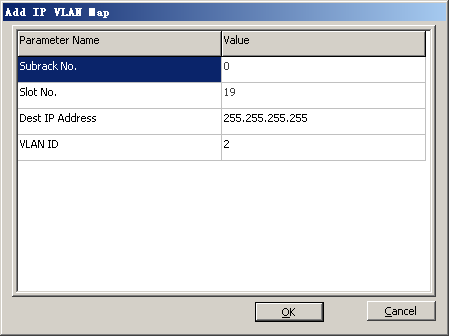 Add IP VLAN Map
Parameter Name Value
Subrack No. 0
Slot No. 19
Dest IP Address 255.255.255.255
VLAN ID 2
OK Cancel